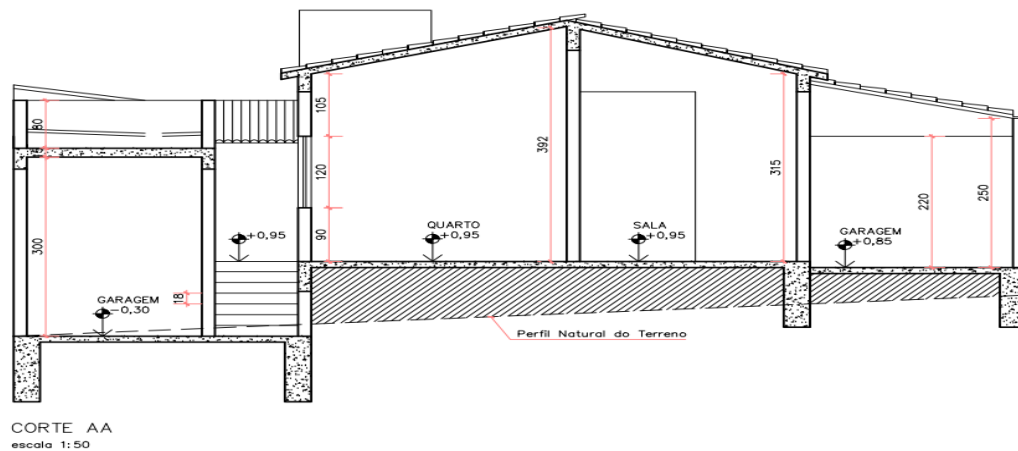 80
300
GARAGEM
-0,30
18
+0,95
105
120
90
QUARTO
+0,95
392
SALA
+0,95
315
GARAGEM
+0,85
220
250
Perfil Natural do Terreno
CORTE AA
escala 1:50